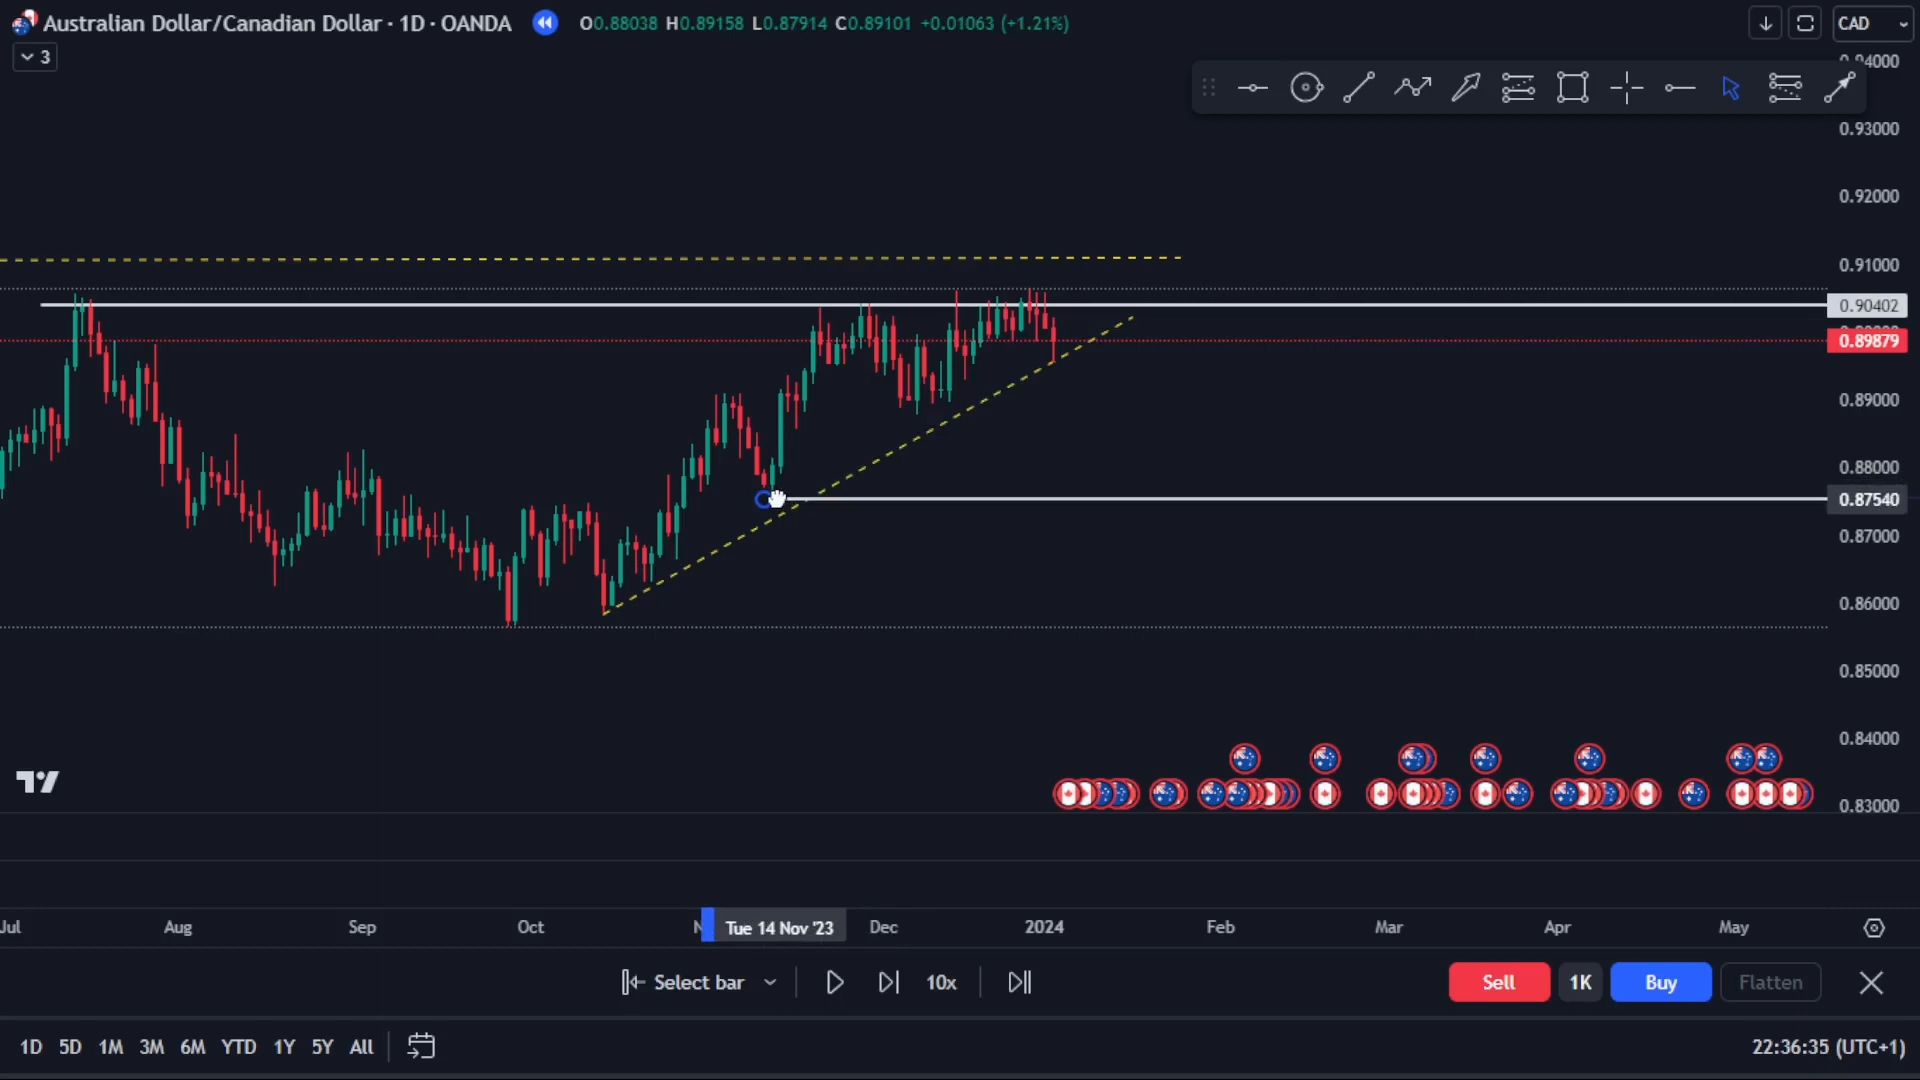 Australian Dollar/Canadian Dollar · 1D · OANDA
O0.88038 H0.89158 L0.87914 C0.89101 +0.01063 (+1.21%)
CAD
3
0.93000
0.92000
0.91000
0.90402
0.89879
0.89000
0.88000
0.87540
0.87000
0.86000
0.85000
0.84000
0.83000
Aug
Sep
Oct
Tue 14 Nov '23
Dec
2024
Feb
Mar
Apr
May
Select bar
10x
Sell
1K
Buy
Flatten
1D 5D 1M 3M 6M YTD 1Y 5Y All
22:36:35 (UTC+1)